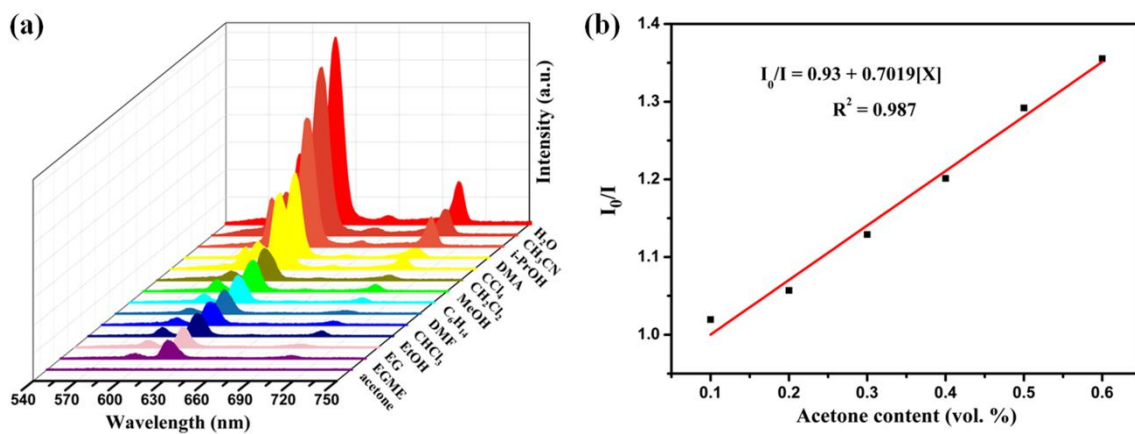 (a)
Intensity (a.u.)
H₂O
CH₃CN
i-PrOH
DMA
CCl₄
CH₂Cl₂
MeOH
C₆H₁₄
DMF
CHCl₃
EtOH
EG
EGME
acetone
540 570 600 630 660 690 720 750
Wavelength (nm)
(b)
1.4
1.3
1.2
1.1
1.0
I₀/I
I₀/I = 0.93 + 0.7019[X]
R² = 0.987
0.1 0.2 0.3 0.4 0.5 0.6
Acetone content (vol. %)